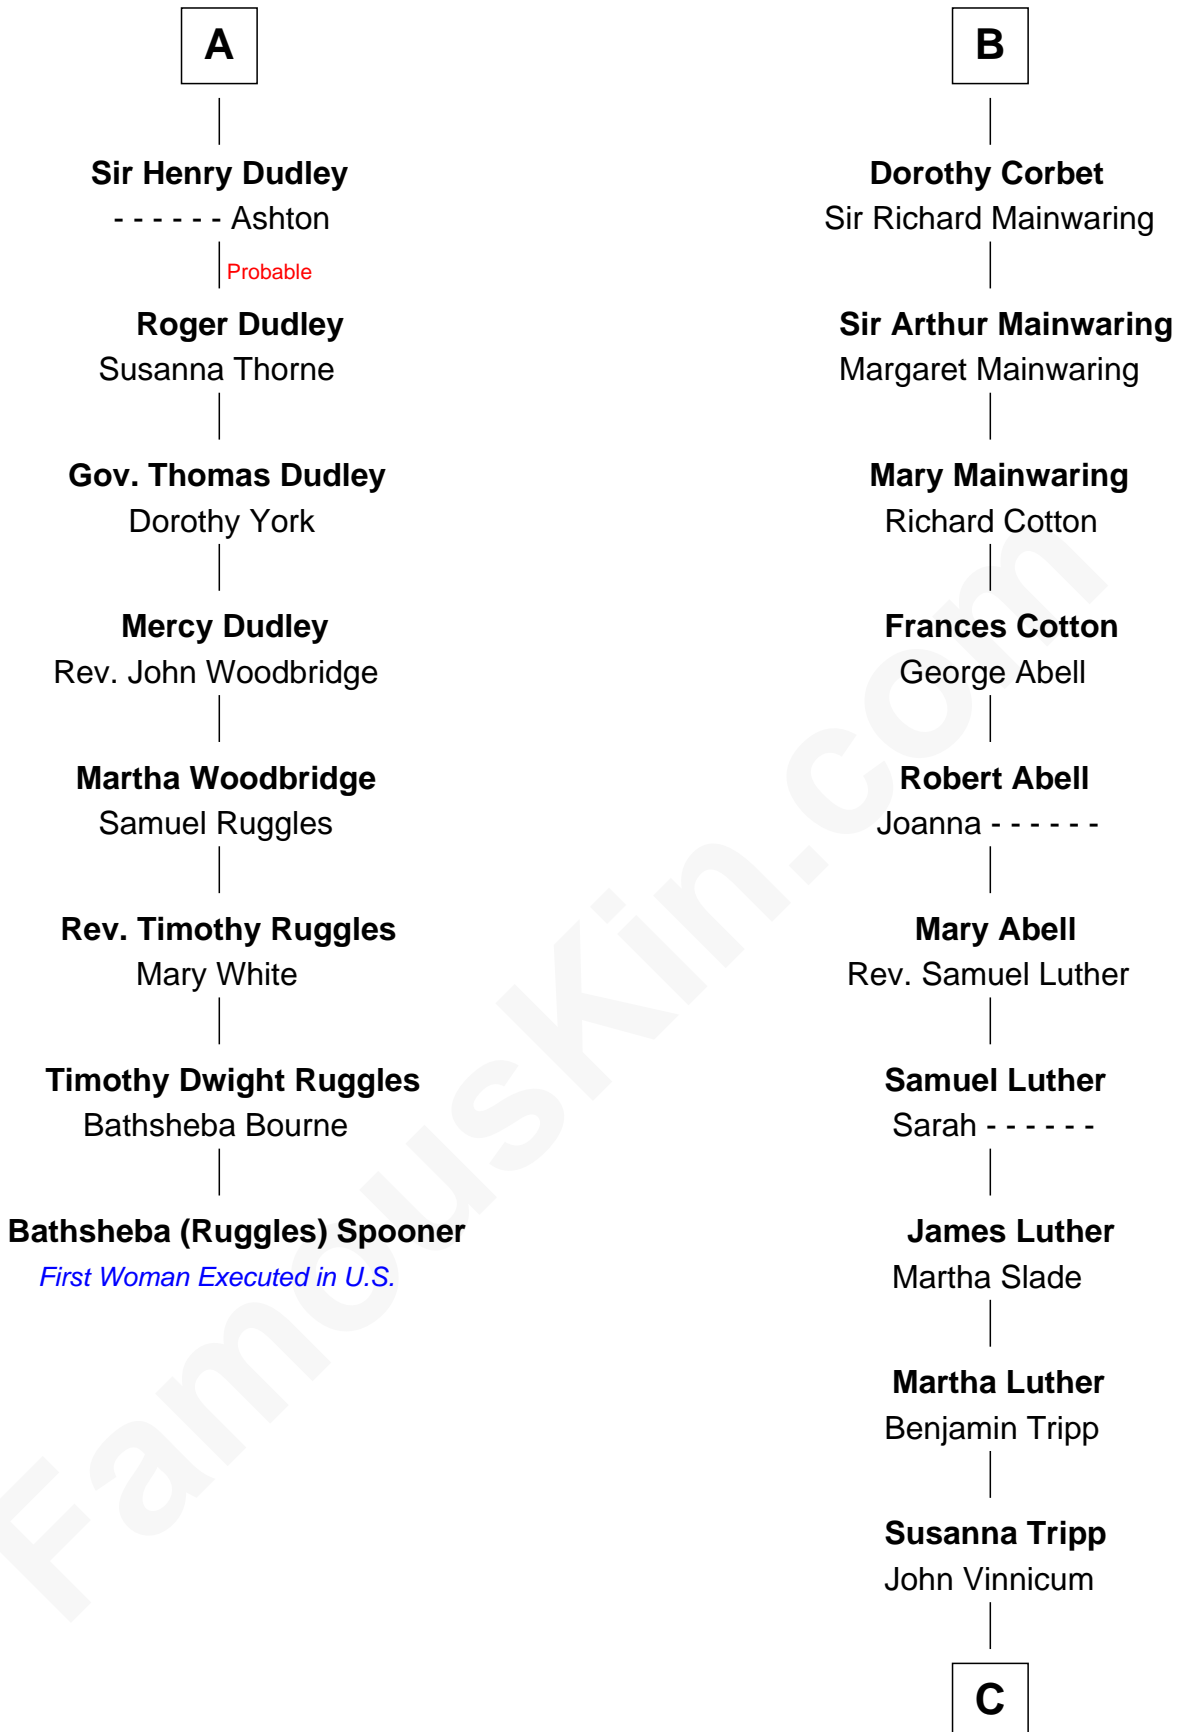 A
Sir Henry Dudley
- - - - - - Ashton
Probable
Roger Dudley
Susanna Thorne
Gov. Thomas Dudley
Dorothy York
Mercy Dudley
Rev. John Woodbridge
Martha Woodbridge
Samuel Ruggles
Rev. Timothy Ruggles
Mary White
Timothy Dwight Ruggles
Bathsheba Bourne
Bathsheba (Ruggles) Spooner
First Woman Executed in U.S.
B
Dorothy Corbet
Sir Richard Mainwaring
Sir Arthur Mainwaring
Margaret Mainwaring
Mary Mainwaring
Richard Cotton
Frances Cotton
George Abell
Robert Abell
Joanna - - - - - -
Mary Abell
Rev. Samuel Luther
Samuel Luther
Sarah - - - - - -
James Luther
Martha Slade
Martha Luther
Benjamin Tripp
Susanna Tripp
John Vinnicum
C
FamousKin.com